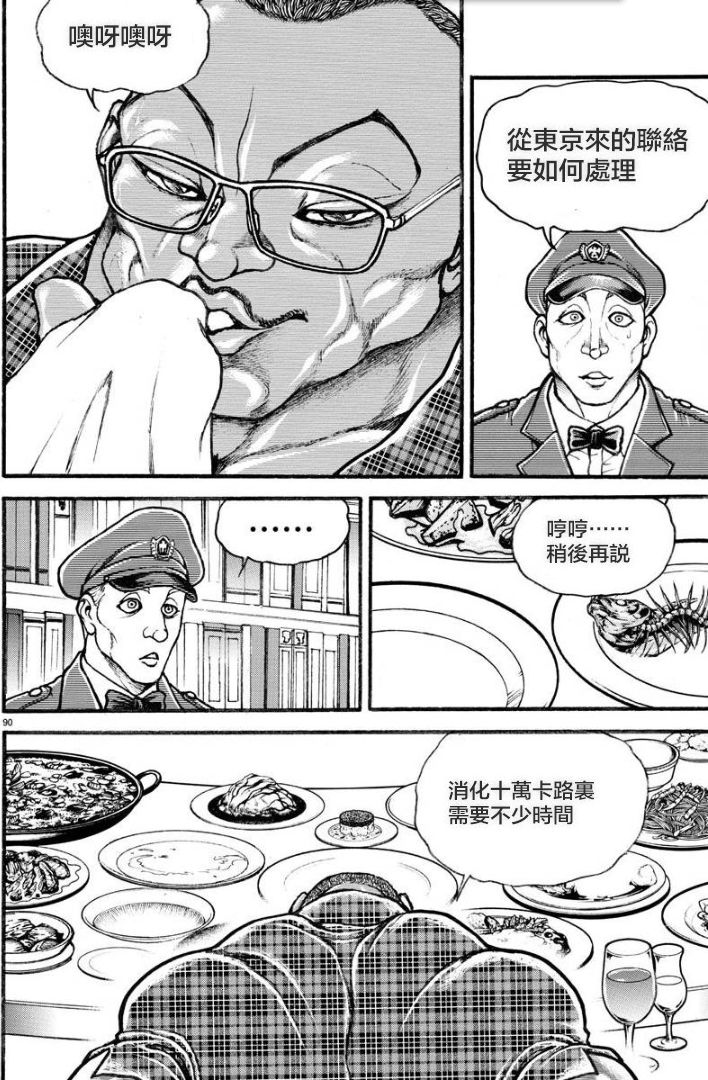 從東京來的聯絡
要如何處理
噢呀噢呀
哼哼……
稍後再説
……
90
消化十萬卡路裏
需要不少時間